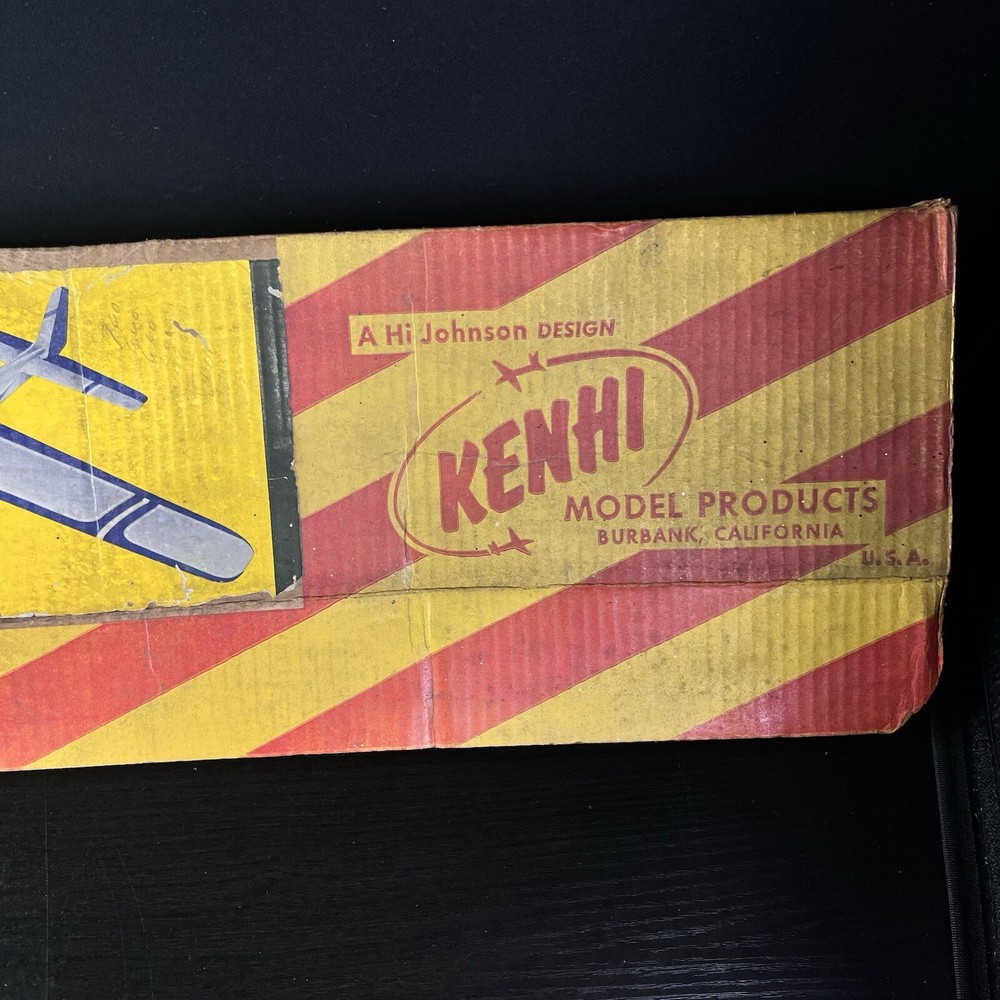 A Hi Johnson DESIGN
KENHI
MODEL PRODUCTS
BURBANK, CALIFORNIA
U.S.A.